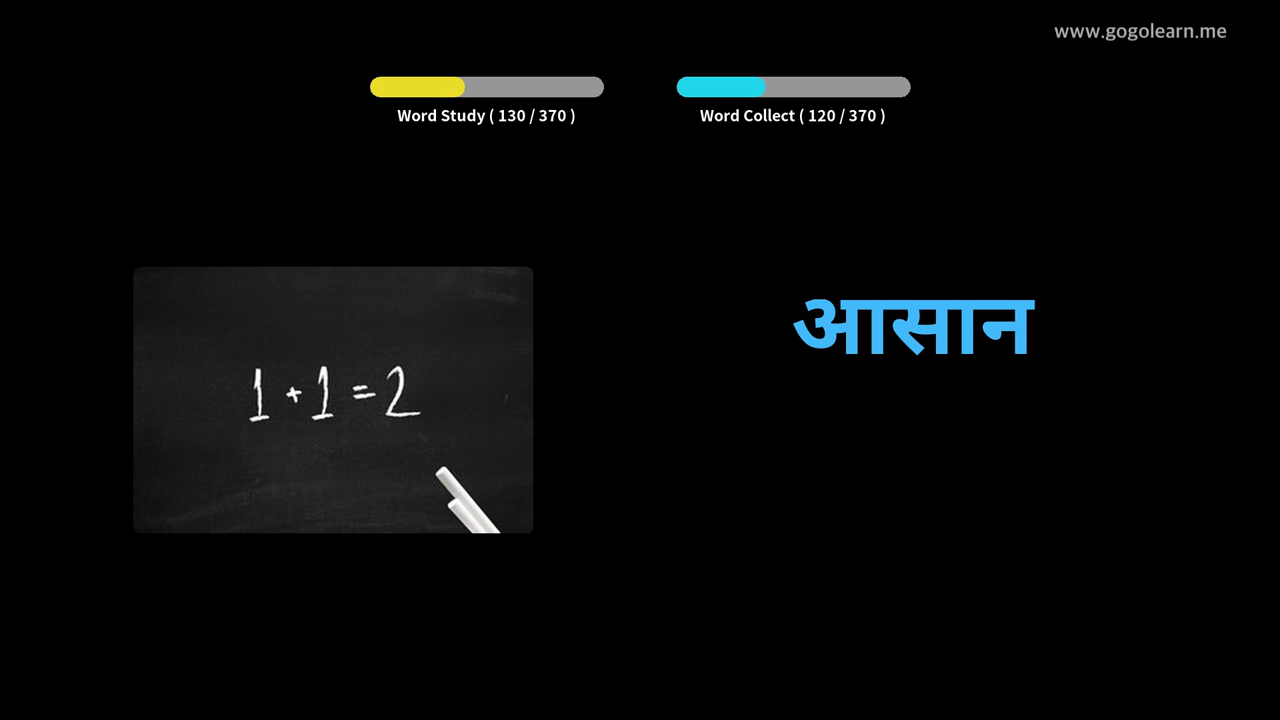 www.gogolearn.me
Word Study ( 130 / 370 )
Word Collect ( 120 / 370 )
आसान
1 + 1 = 2